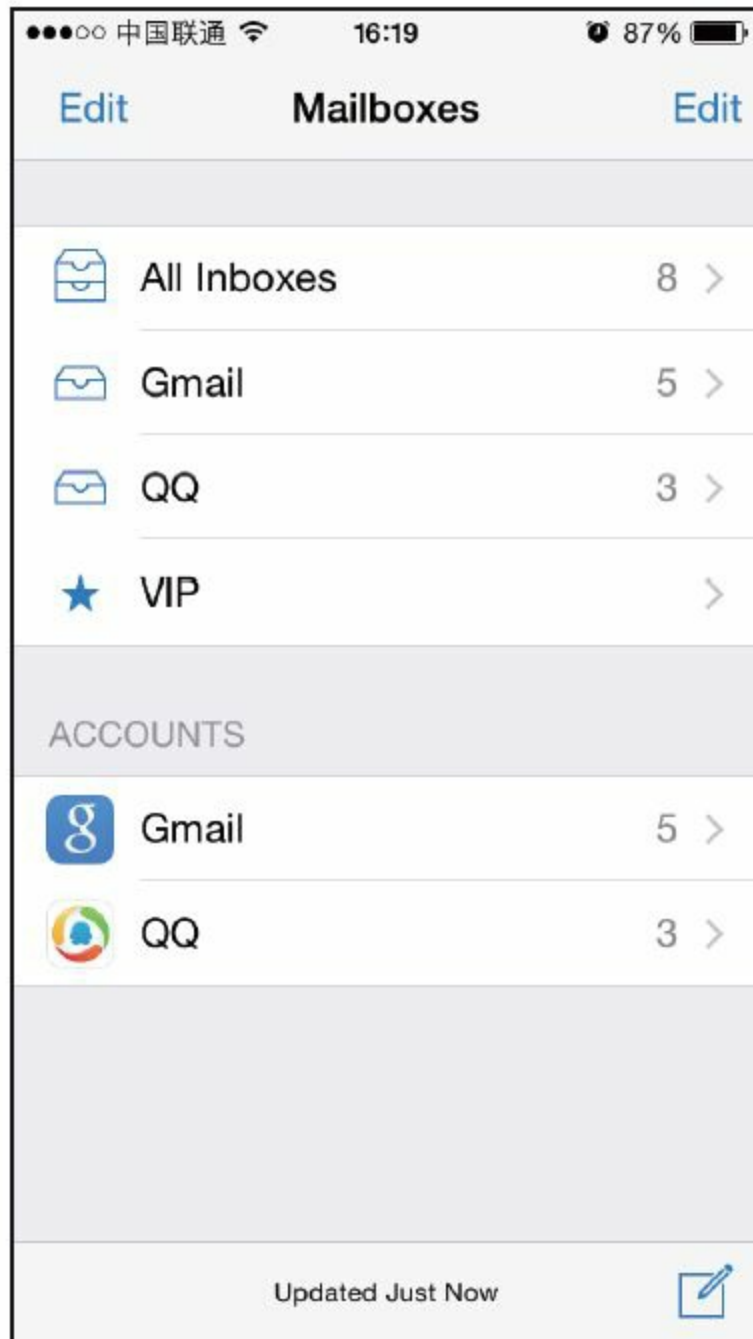 中国联通 16:19 87%
Edit Mailboxes Edit
All Inboxes 8
Gmail 5
QQ 3
VIP
ACCOUNTS
g Gmail 5
QQ 3
Updated Just Now